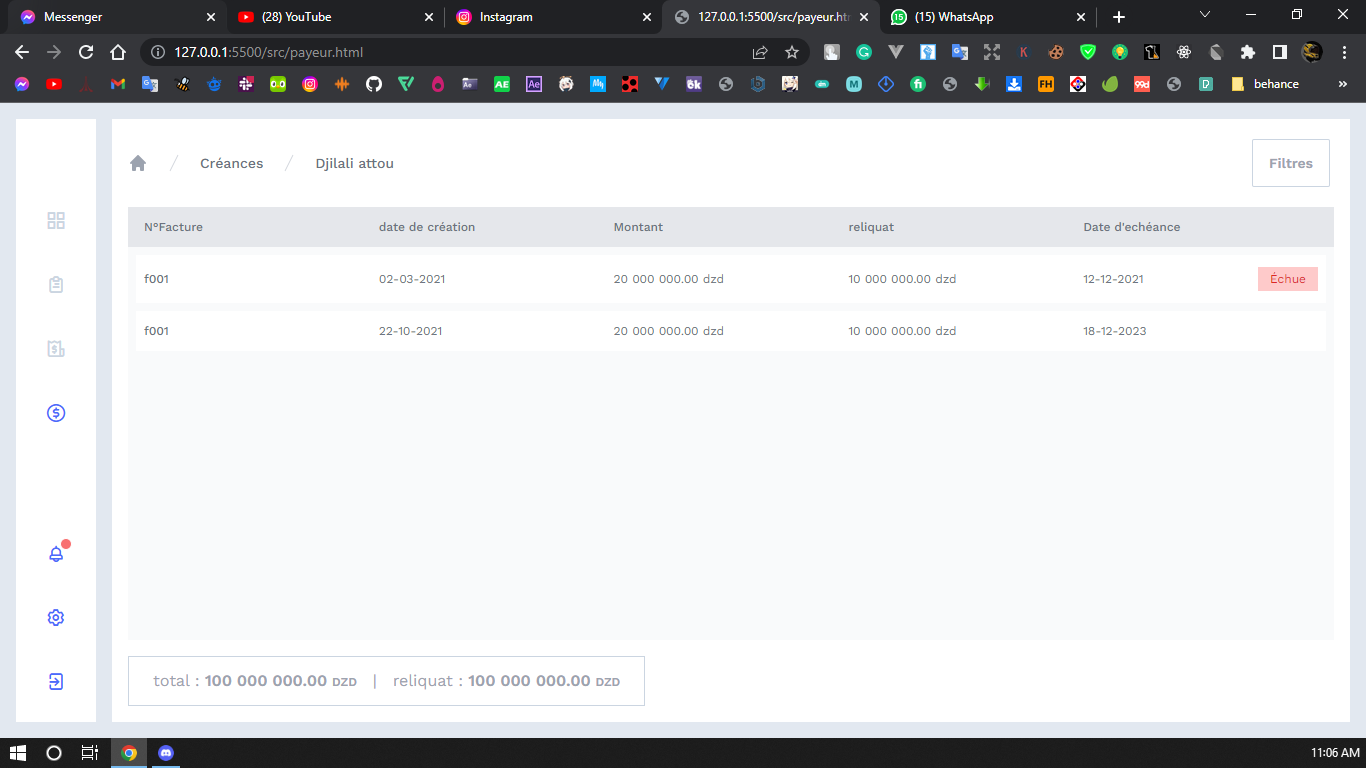 Messenger
(28) YouTube
Instagram
127.0.0.1:5500/src/payeur.ht
(15) WhatsApp
127.0.0.1:5500/src/payeur.html
behance
Créances / Djilali attou
Filtres
N°Facture date de création Montant reliquat Date d'echéance
f001 02-03-2021 20 000 000.00 dzd 10 000 000.00 dzd 12-12-2021 Échue
f001 22-10-2021 20 000 000.00 dzd 10 000 000.00 dzd 18-12-2023
total : 100 000 000.00 DZD | reliquat : 100 000 000.00 DZD
11:06 AM